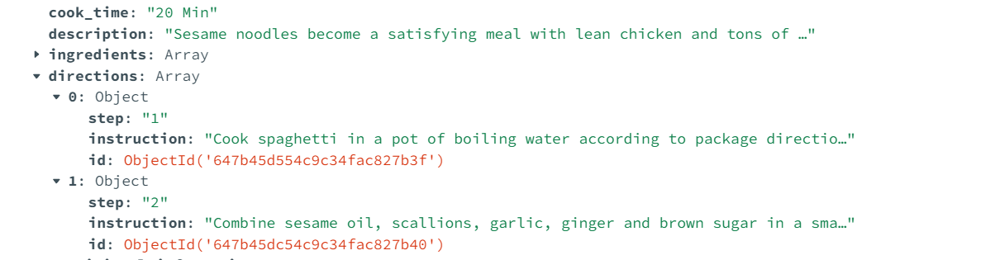 cook_time: "20 Min"
description: "Sesame noodles become a satisfying meal with lean chicken and tons of …"
ingredients: Array
directions: Array
0: Object
step: "1"
instruction: "Cook spaghetti in a pot of boiling water according to package directio…"
id: ObjectId('647b45d554c9c34fac827b3f')
1: Object
step: "2"
instruction: "Combine sesame oil, scallions, garlic, ginger and brown sugar in a sma…"
id: ObjectId('647b45dc54c9c34fac827b40')